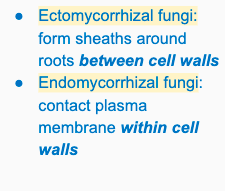 ● Ectomycorrhizal fungi:
form sheaths around
roots between cell walls
● Endomycorrhizal fungi:
contact plasma
membrane within cell
walls